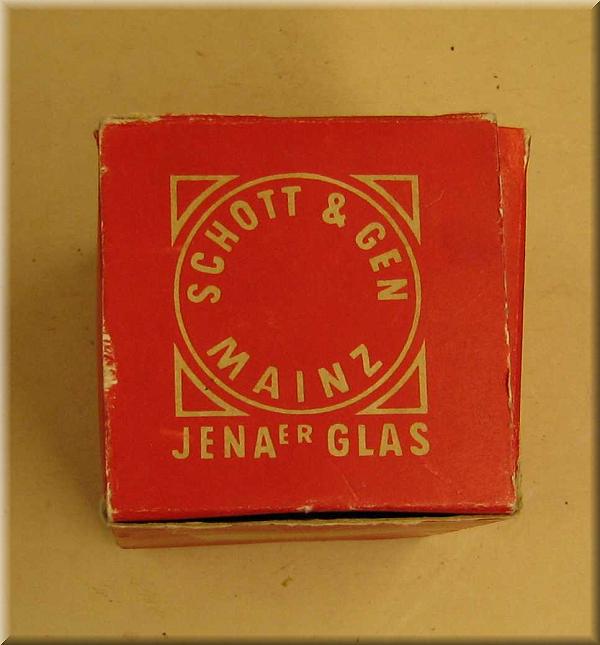 SCHOTT & GEN
MAINZ
JENAER GLAS